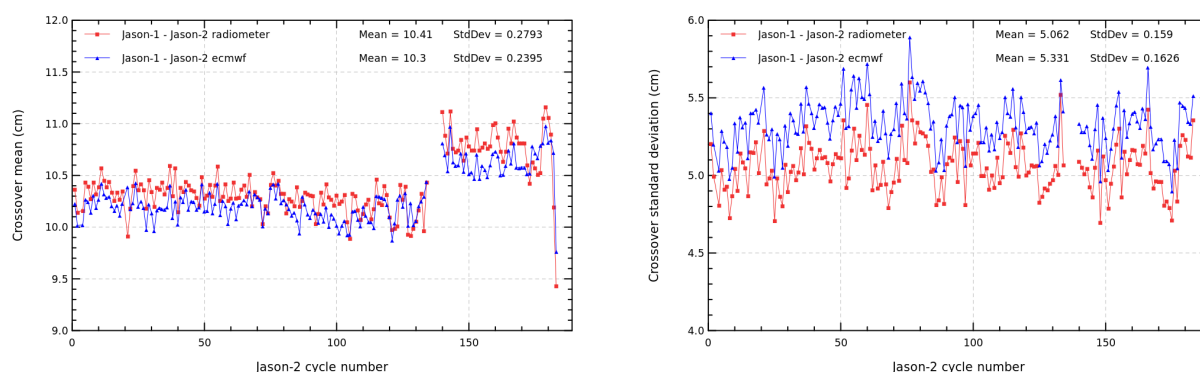 12.0
11.5
11.0
10.5
10.0
9.5
9.0
0
50
100
150
Crossover mean (cm)
Jason-2 cycle number
Jason-1 - Jason-2 radiometer Mean = 10.41 StdDev = 0.2793
Jason-1 - Jason-2 ecmwf Mean = 10.3 StdDev = 0.2395
6.0
5.5
5.0
4.5
4.0
0
50
100
150
Crossover standard deviation (cm)
Jason-2 cycle number
Jason-1 - Jason-2 radiometer Mean = 5.062 StdDev = 0.159
Jason-1 - Jason-2 ecmwf Mean = 5.331 StdDev = 0.1626